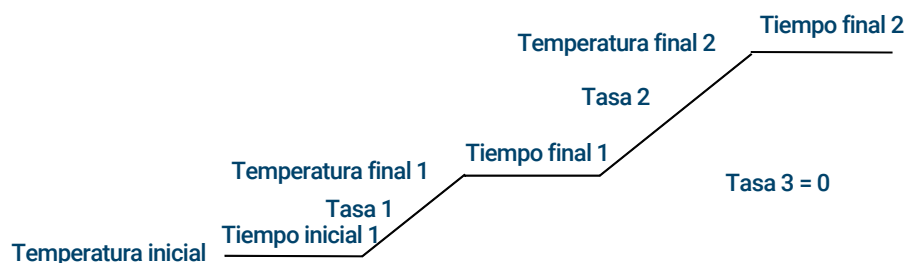 Tiempo final 2
Temperatura final 2
Tasa 2
Tiempo final 1
Temperatura final 1
Tasa 3 = 0
Tasa 1
Tiempo inicial 1
Temperatura inicial